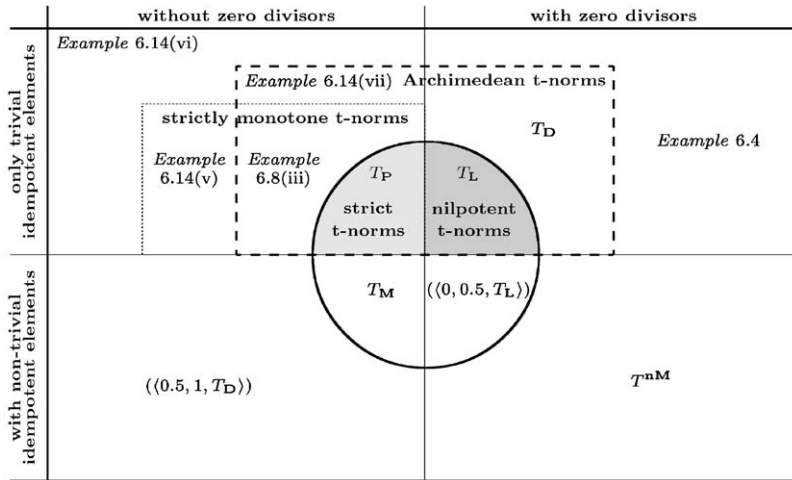 without zero divisors
with zero divisors
only trivial
idempotent elements
Example 6.14(vi)
Example 6.14(vii)
Archimedean t-norms
strictly monotone t-norms
T_D
Example 6.4
Example
6.14(v)
Example
6.8(iii)
T_P
T_L
strict
t-norms
nilpotent
t-norms
with non-trivial
idempotent elements
T_M
(⟨0, 0.5, T_L⟩)
(⟨0.5, 1, T_D⟩)
T^nM